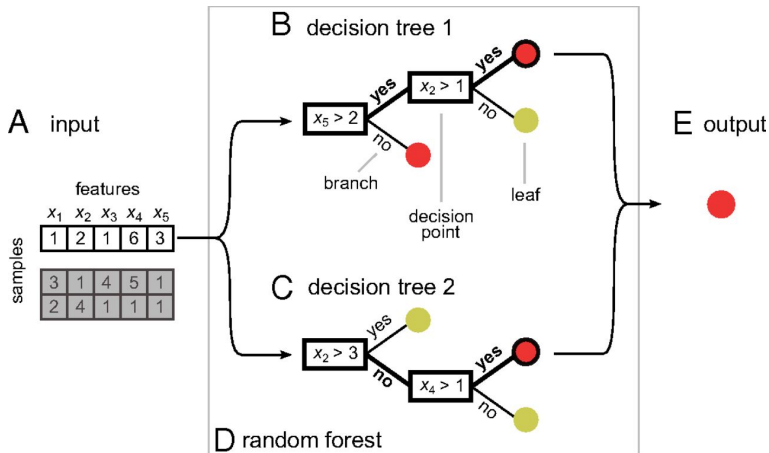 A input
features
x₁ x₂ x₃ x₄ x₅
1 2 1 6 3
samples
3 1 4 5 1
2 4 1 1 1
B decision tree 1
x₅ > 2
yes
no
x₂ > 1
yes
no
branch
decision
point
leaf
C decision tree 2
x₂ > 3
yes
no
x₄ > 1
yes
no
D random forest
E output